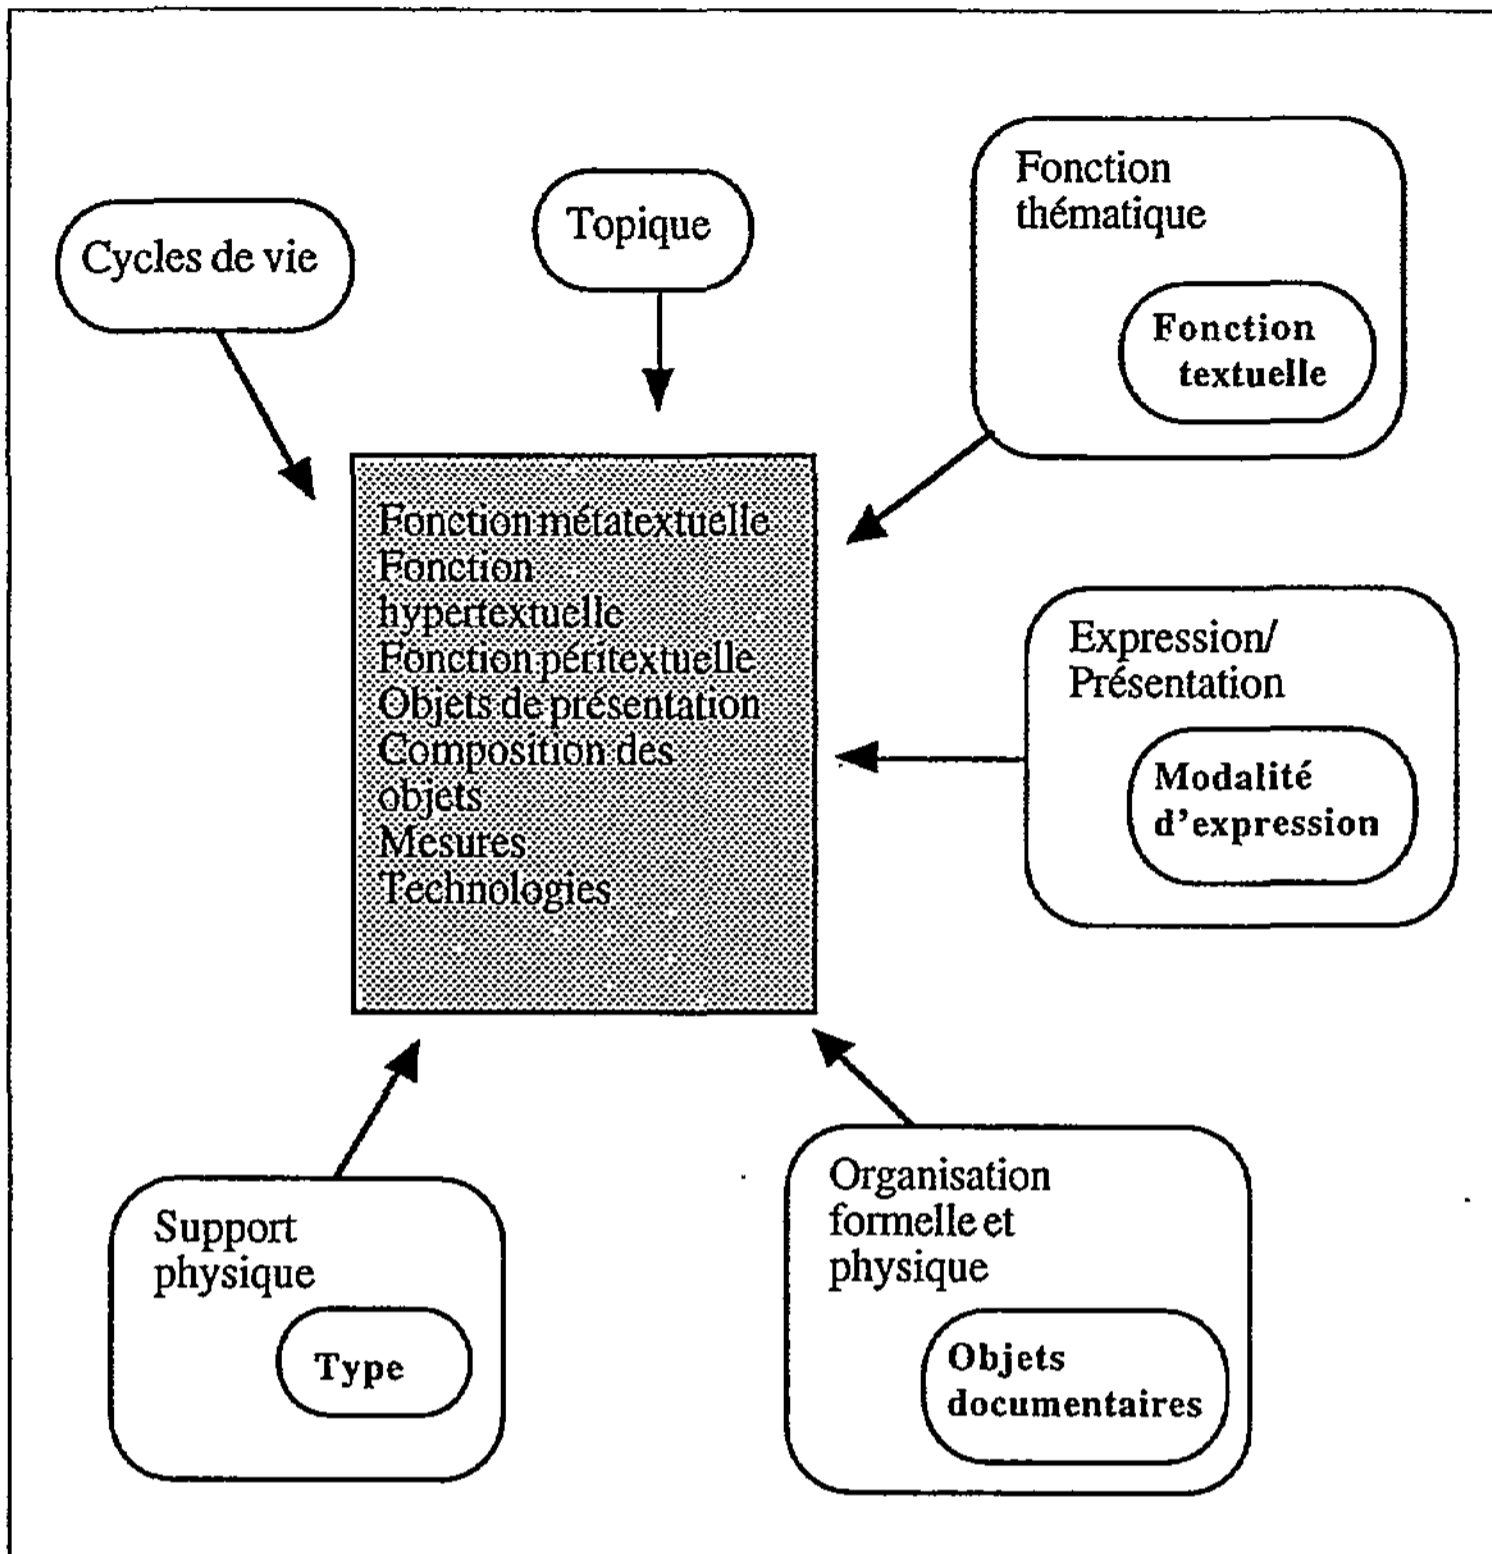 Cycles de vie
Topique
Fonction
thématique
Fonction
textuelle
Fonction métatextuelle
Fonction
hypertextuelle
Fonction péritextuelle
Objets de présentation
Composition des
objets
Mesures
Technologies
Expression/
Présentation
Modalité
d'expression
Support
physique
Type
Organisation
formelle et
physique
Objets
documentaires